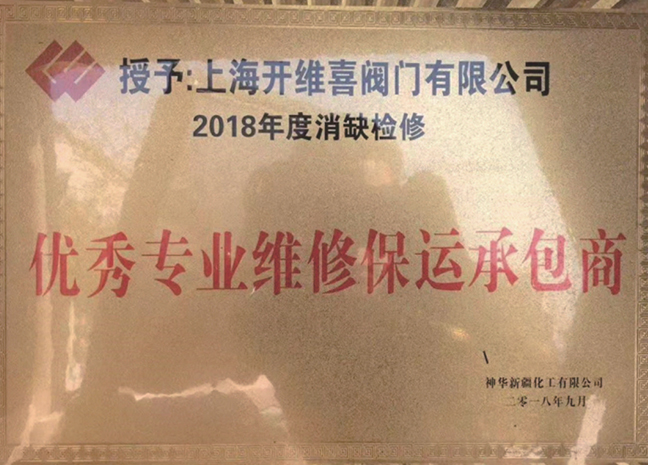 授予:上海开维喜阀门有限公司
2018年度消缺检修
优秀专业维修保运承包商
神华新疆化工有限公司
二零一八年九月